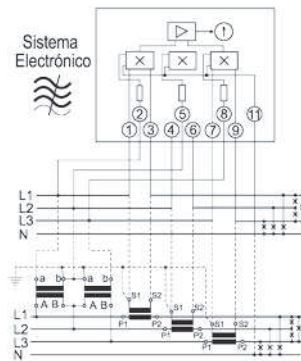 Sistema
Electrónico
2 5 8 11
1 3 4 6 7 9
L1
L2
L3
N
a b a b
A B A B
S1 S2
L1
P1 P2
S1 S2
L2
P1 P2
S1 S2
L3
P1 P2
N